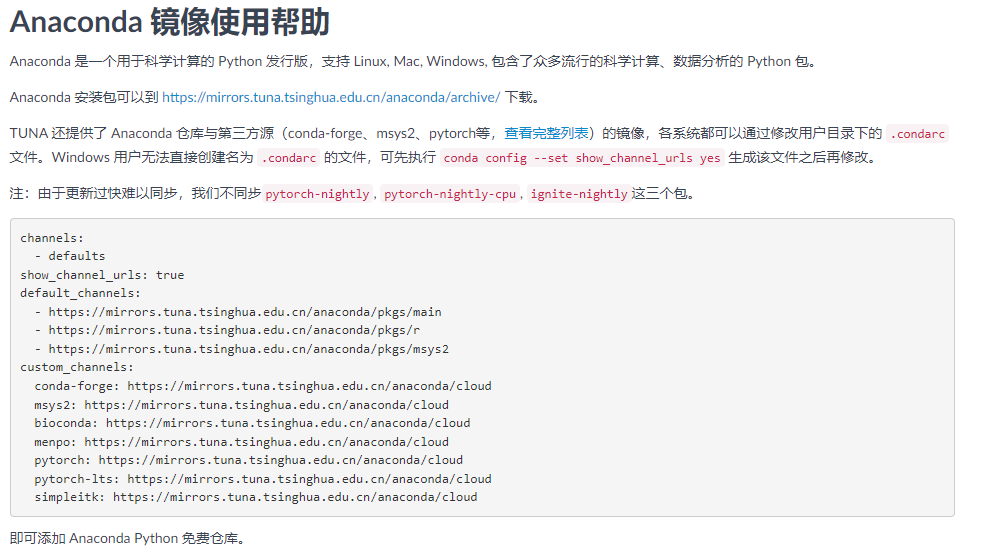 Anaconda 镜像使用帮助
Anaconda 是一个用于科学计算的 Python 发行版，支持 Linux, Mac, Windows, 包含了众多流行的科学计算、数据分析的 Python 包。
Anaconda 安装包可以到 https://mirrors.tuna.tsinghua.edu.cn/anaconda/archive/ 下载。
TUNA 还提供了 Anaconda 仓库与第三方源（conda-forge、msys2、pytorch等，查看完整列表）的镜像，各系统都可以通过修改用户目录下的 .condarc
文件。Windows 用户无法直接创建名为 .condarc 的文件，可先执行 conda config --set show_channel_urls yes 生成该文件之后再修改。
注：由于更新过快难以同步，我们不同步pytorch-nightly, pytorch-nightly-cpu, ignite-nightly这三个包。
channels:
  - defaults
show_channel_urls: true
default_channels:
  - https://mirrors.tuna.tsinghua.edu.cn/anaconda/pkgs/main
  - https://mirrors.tuna.tsinghua.edu.cn/anaconda/pkgs/r
  - https://mirrors.tuna.tsinghua.edu.cn/anaconda/pkgs/msys2
custom_channels:
  conda-forge: https://mirrors.tuna.tsinghua.edu.cn/anaconda/cloud
  msys2: https://mirrors.tuna.tsinghua.edu.cn/anaconda/cloud
  bioconda: https://mirrors.tuna.tsinghua.edu.cn/anaconda/cloud
  menpo: https://mirrors.tuna.tsinghua.edu.cn/anaconda/cloud
  pytorch: https://mirrors.tuna.tsinghua.edu.cn/anaconda/cloud
  pytorch-lts: https://mirrors.tuna.tsinghua.edu.cn/anaconda/cloud
  simpleitk: https://mirrors.tuna.tsinghua.edu.cn/anaconda/cloud
即可添加 Anaconda Python 免费仓库。